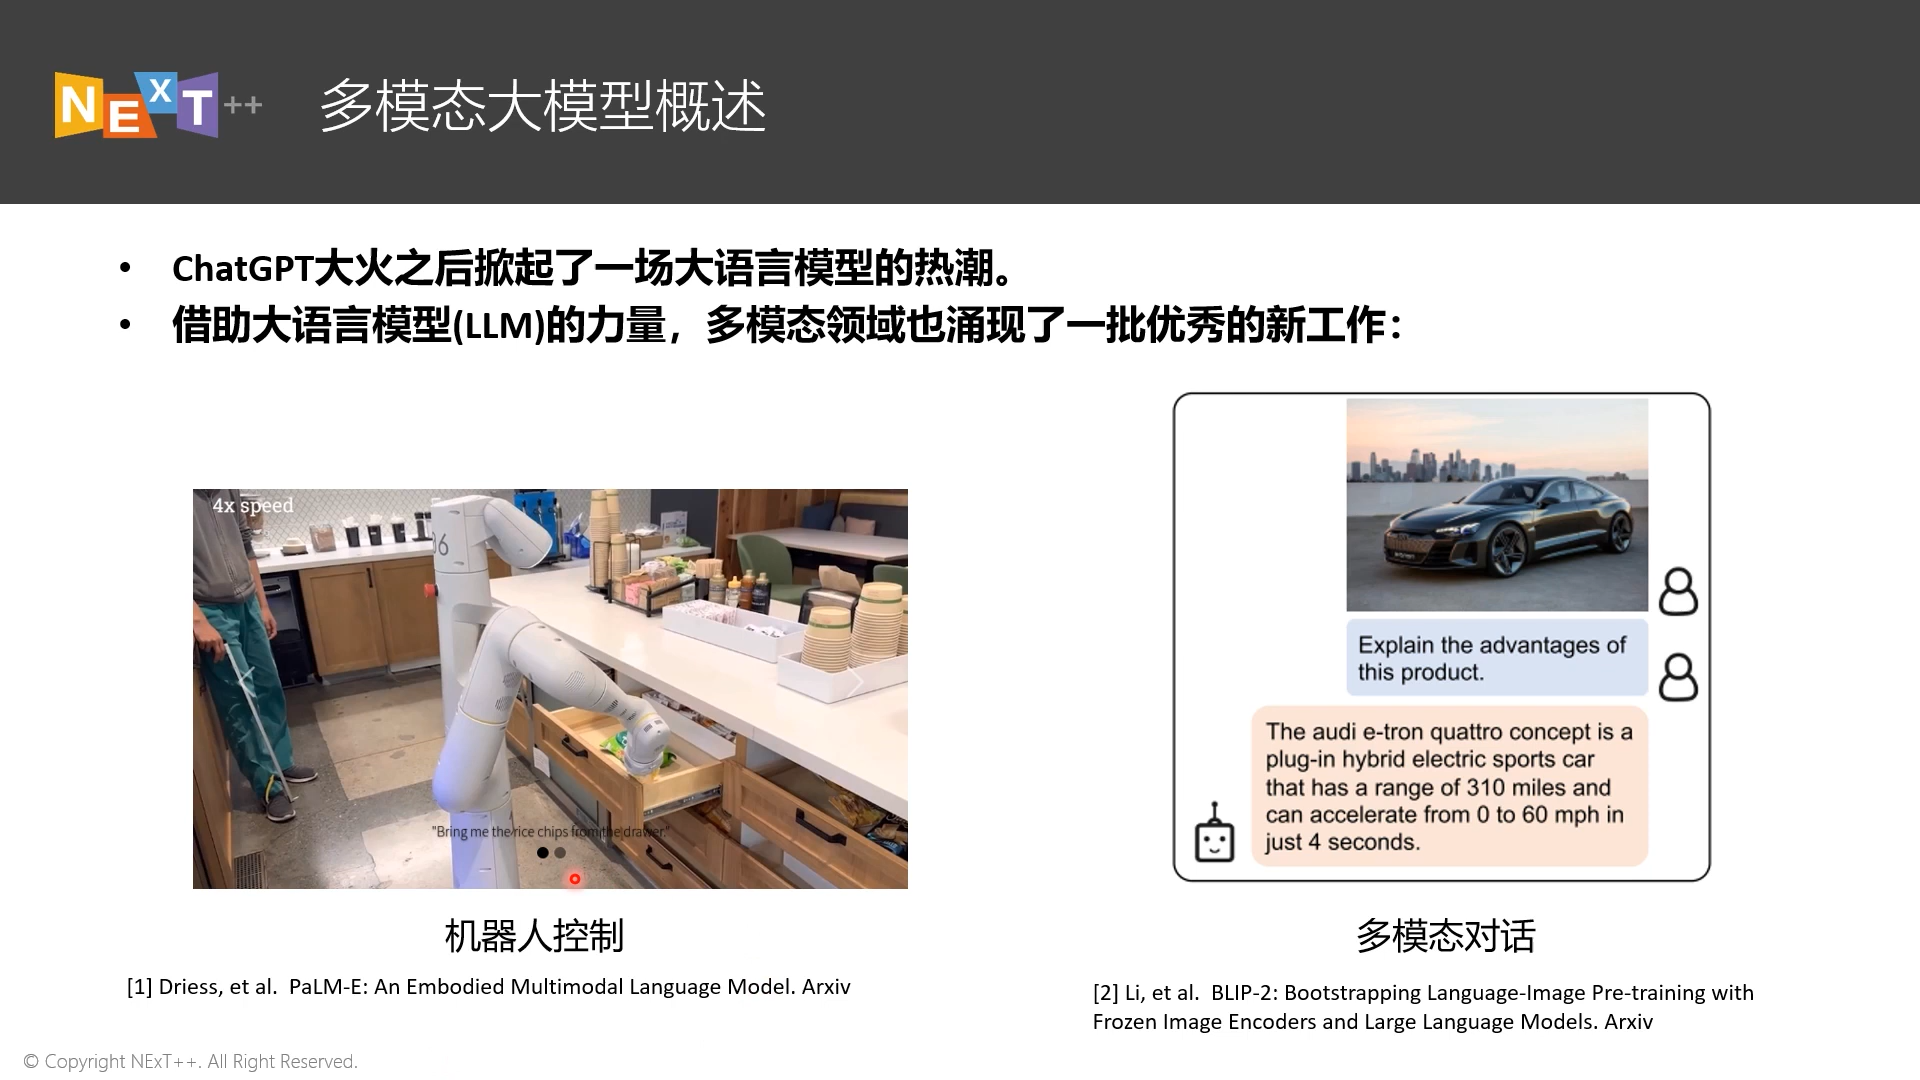 NExT++
多模态大模型概述
• ChatGPT大火之后掀起了一场大语言模型的热潮。
• 借助大语言模型(LLM)的力量，多模态领域也涌现了一批优秀的新工作：
4x speed
36
"Bring me the rice chips from the drawer."
机器人控制
[1] Driess, et al. PaLM-E: An Embodied Multimodal Language Model. Arxiv
Explain the advantages of
this product.
The audi e-tron quattro concept is a
plug-in hybrid electric sports car
that has a range of 310 miles and
can accelerate from 0 to 60 mph in
just 4 seconds.
多模态对话
[2] Li, et al. BLIP-2: Bootstrapping Language-Image Pre-training with
Frozen Image Encoders and Large Language Models. Arxiv
© Copyright NExT++. All Right Reserved.